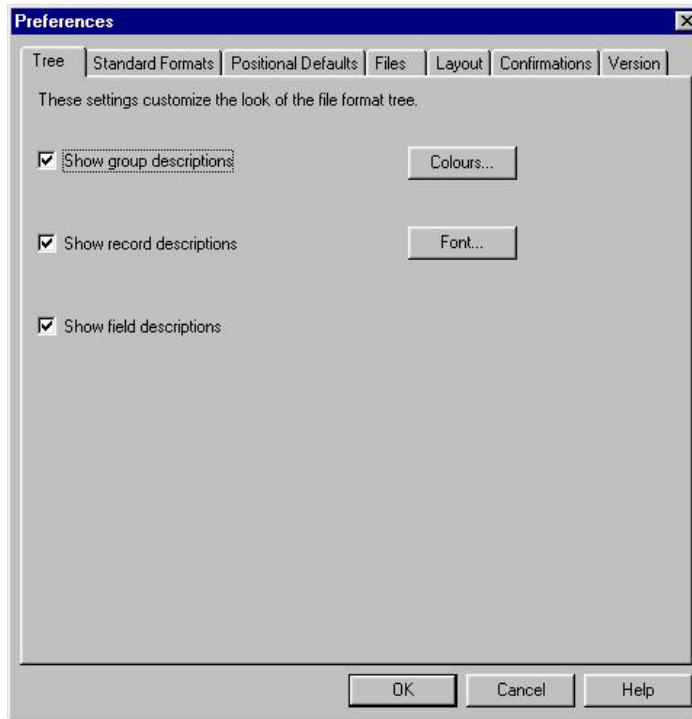 Preferences
Tree Standard Formats Positional Defaults Files Layout Confirmations Version
These settings customize the look of the file format tree.
Show group descriptions Colours...
Show record descriptions Font...
Show field descriptions
OK Cancel Help